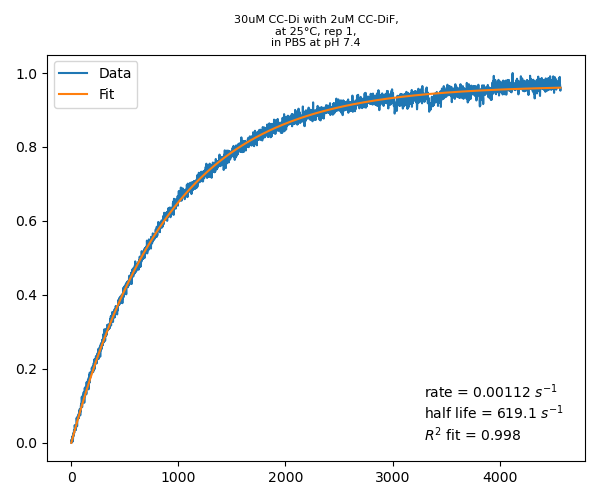 30uM CC-Di with 2uM CC-DiF,
at 25°C, rep 1,
in PBS at pH 7.4
Data
Fit
1.0
0.8
0.6
0.4
0.2
0.0
rate = 0.00112 s⁻¹
half life = 619.1 s⁻¹
R² fit = 0.998
0
1000
2000
3000
4000